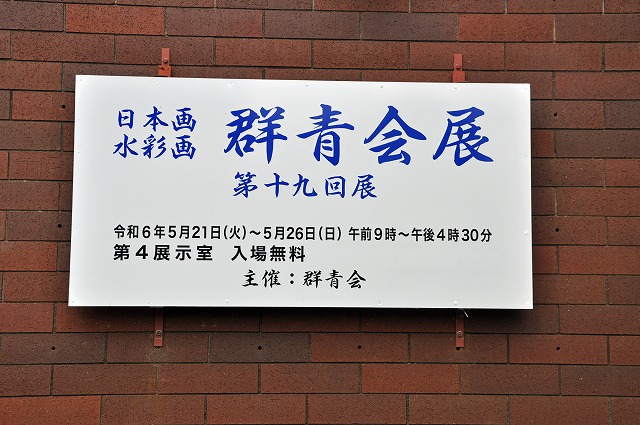 日本画
水彩画
群青会展
第十九回展
令和6年5月21日(火)～5月26日(日) 午前9時～午後4時30分
第4展示室 入場無料
主催：群青会